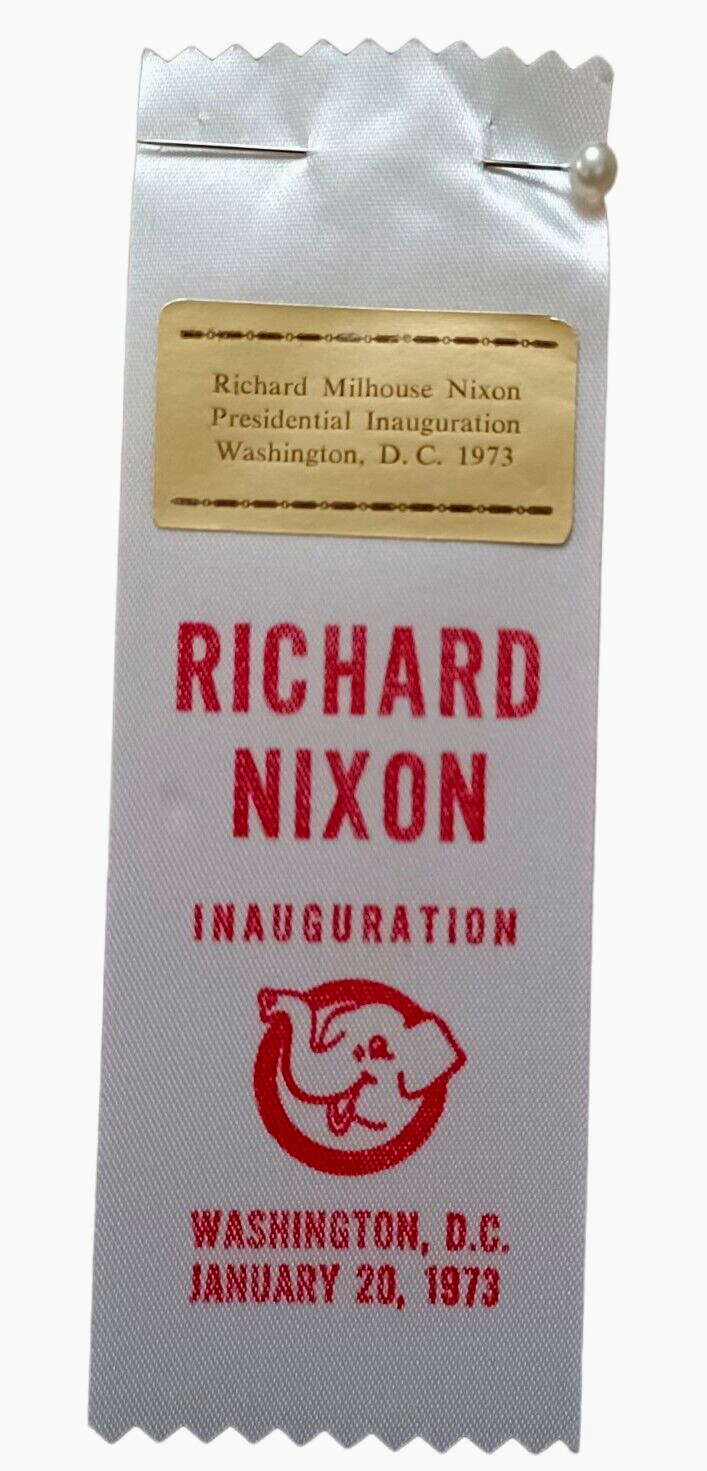 Richard Milhouse Nixon
Presidential Inauguration
Washington, D. C. 1973
RICHARD
NIXON
INAUGURATION
WASHINGTON, D.C.
JANUARY 20, 1973